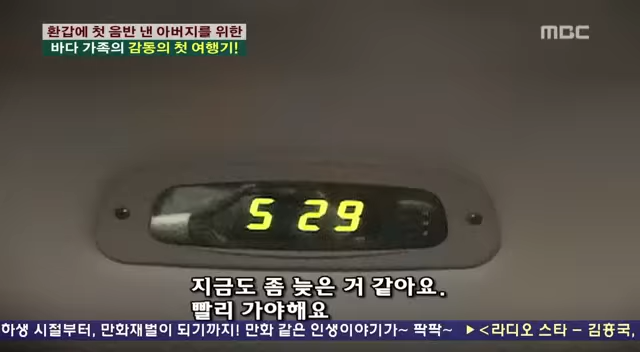 환갑에 첫 음반 낸 아버지를 위한
바다 가족의 감동의 첫 여행기!
MBC
5 29
지금도 좀 늦은 거 같아요.
빨리 가야해요
하생 시절부터, 만화재벌이 되기까지! 만화 같은 인생이야기가~ 팍팍~ ▶<라디오 스타 - 김흥국,